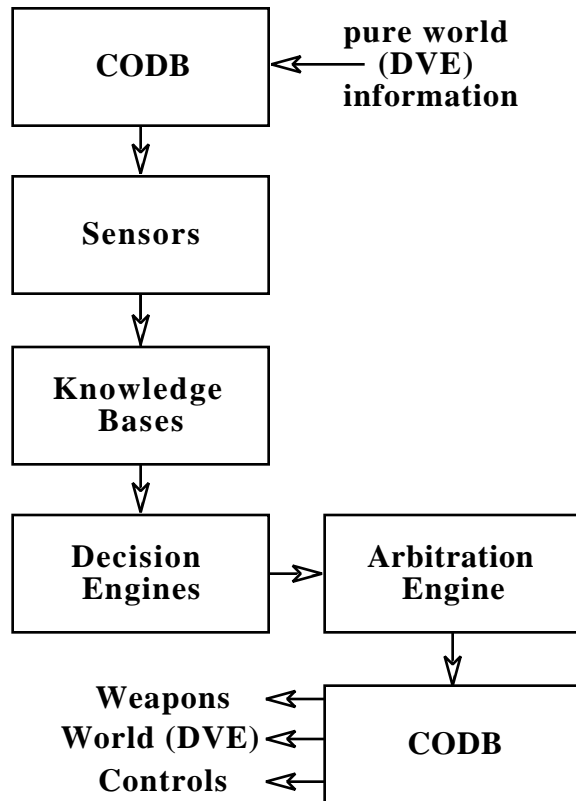 CODB
pure world
(DVE)
information
Sensors
Knowledge
Bases
Decision
Engines
Arbitration
Engine
Weapons
World (DVE)
Controls
CODB